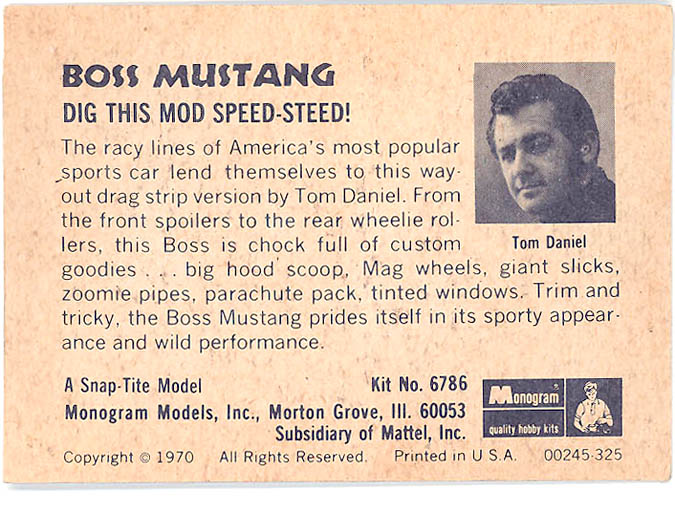 BOSS MUSTANG
DIG THIS MOD SPEED-STEED!
The racy lines of America's most popular
sports car lend themselves to this way-
out drag strip version by Tom Daniel. From
the front spoilers to the rear wheelie rol-
lers, this Boss is chock full of custom
Tom Daniel
goodies . . . big hood scoop, Mag wheels, giant slicks,
zoomie pipes, parachute pack, tinted windows. Trim and
tricky, the Boss Mustang prides itself in its sporty appear-
ance and wild performance.
A Snap-Tite Model Kit No. 6786
Monogram Models, Inc., Morton Grove, Ill. 60053
Subsidiary of Mattel, Inc.
Monogram®
quality hobby kits
Copyright © 1970 All Rights Reserved. Printed in U.S.A. 00245-325